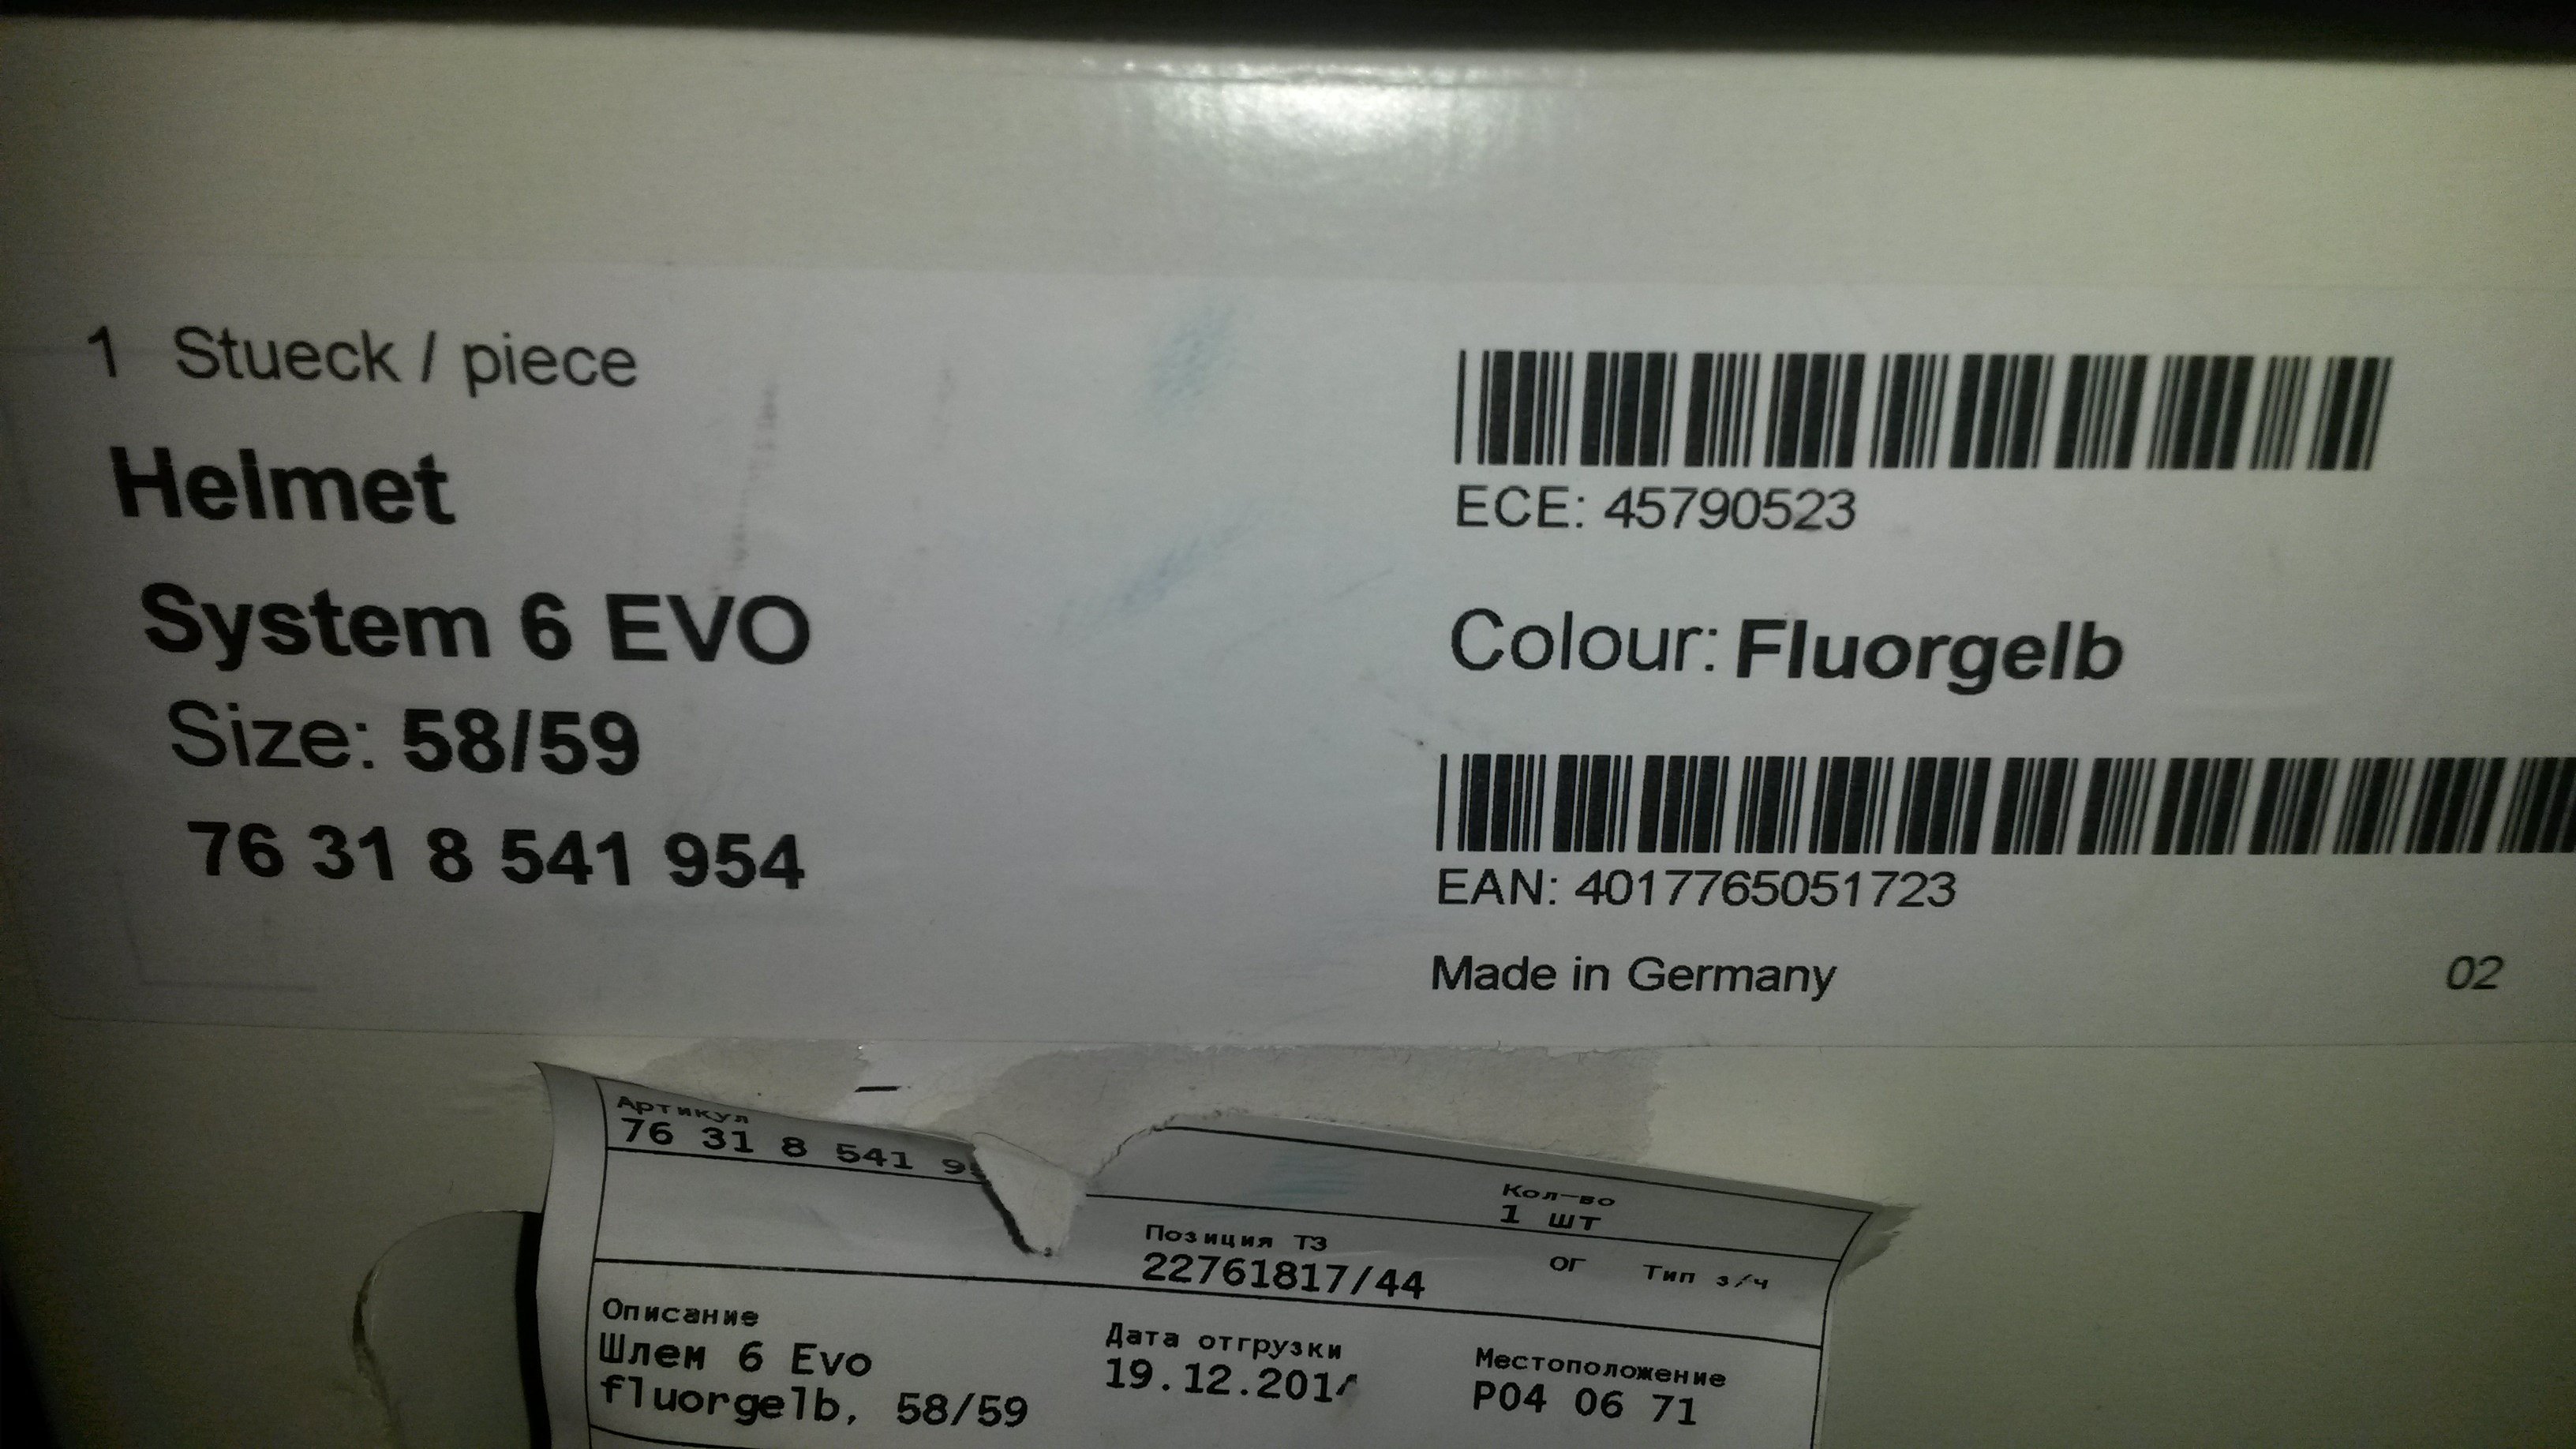 1 Stueck / piece
Helmet
System 6 EVO
Size: 58/59
76 31 8 541 954
ECE: 45790523
Colour: Fluorgelb
EAN: 4017765051723
Made in Germany
02
Артикул
76 31 8 541
Кол-во
1 шт
Позиция ТЗ
22761817/44
ОГ
Тип з/ч
Описание
Шлем 6 Evo
fluorgelb, 58/59
Дата отгрузки
Местоположение
P04 06 71